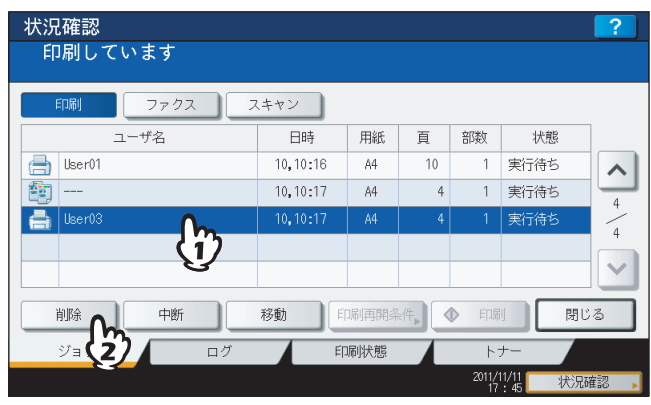 状況確認
?
印刷しています
印刷 ファクス スキャン
ユーザ名 日時 用紙 頁 部数 状態
User01 10,10:16 A4 10 1 実行待ち
--- 10,10:17 A4 4 1 実行待ち
User03 10,10:17 A4 4 1 実行待ち
4
4
1
削除 中断 移動 印刷再開条件 印刷 閉じる
2
ジョ ログ 印刷状態 トナー
2011/11/11
17 : 45
状況確認